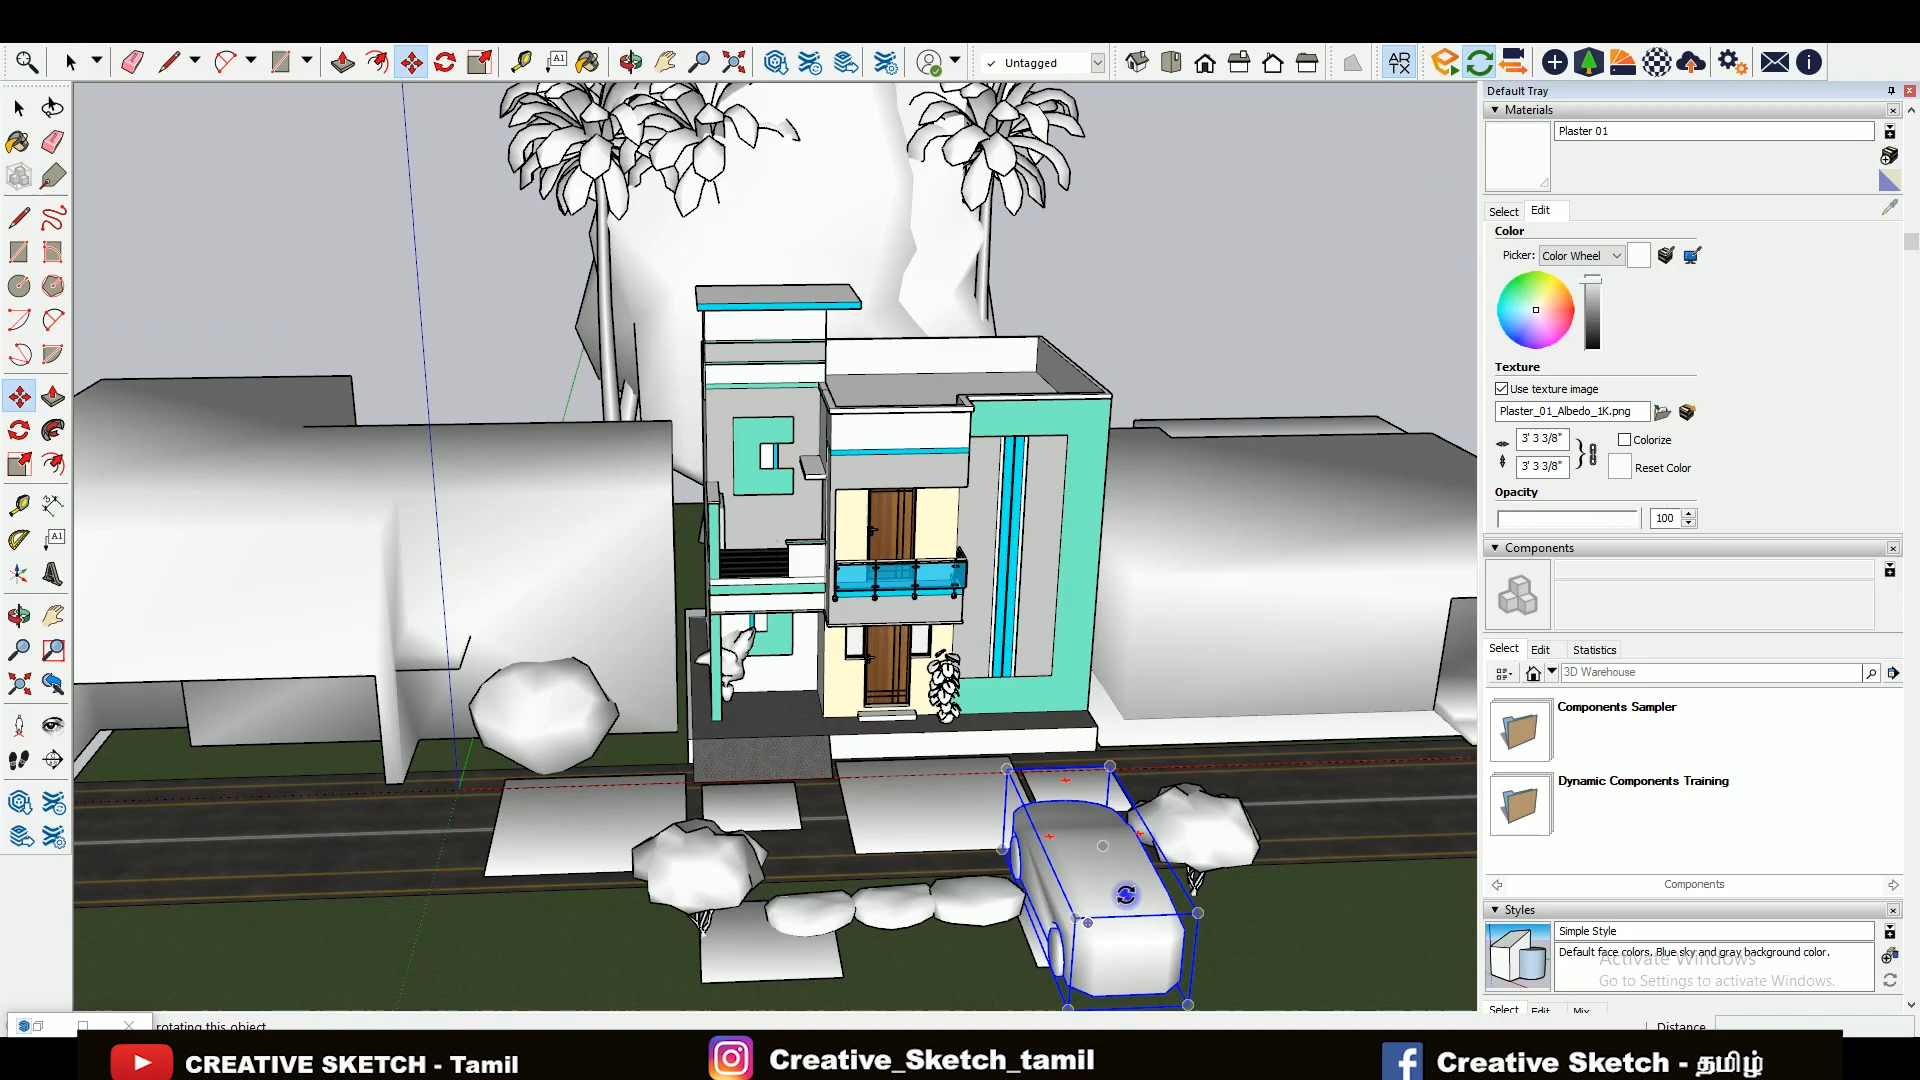 A1
Untagged
AR
TX
Default Tray
Materials
Plaster 01
Select Edit
Color
Picker: Color Wheel
Texture
Use texture image
Plaster_01_Albedo_1K.png
3' 3 3/8" Colorize
3' 3 3/8" Reset Color
Opacity
100
A1
Components
Select Edit Statistics
3D Warehouse
Components Sampler
Dynamic Components Training
Components
Styles
Simple Style
Default face colors. Blue sky and gray background color.
Activate Windows
Go to Settings to activate Windows.
Select Edit Mix
rotating this object
Distance
CREATIVE SKETCH - Tamil
Creative_Sketch_tamil
Creative Sketch - தமிழ்